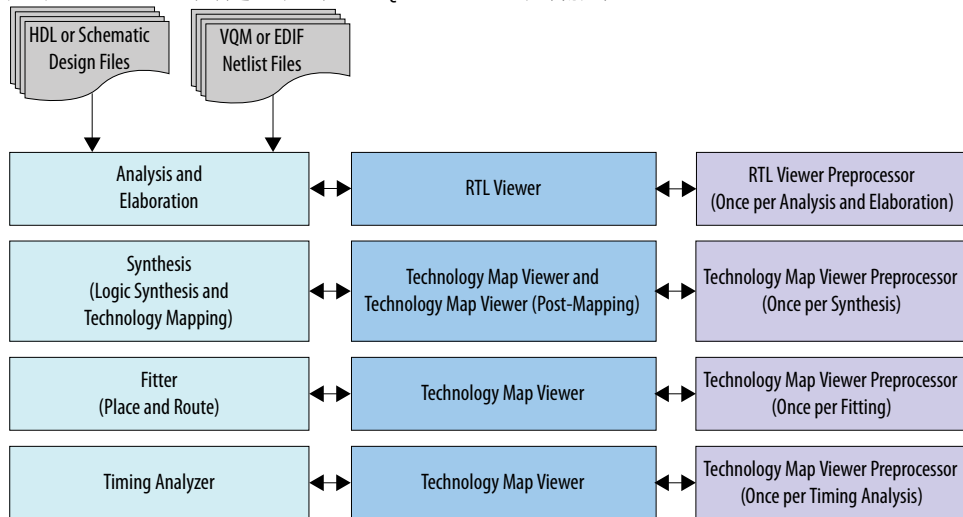 HDL or Schematic
Design Files
VQM or EDIF
Netlist Files
Analysis and
Elaboration
RTL Viewer
RTL Viewer Preprocessor
(Once per Analysis and Elaboration)
Synthesis
(Logic Synthesis and
Technology Mapping)
Technology Map Viewer and
Technology Map Viewer (Post-Mapping)
Technology Map Viewer Preprocessor
(Once per Synthesis)
Fitter
(Place and Route)
Technology Map Viewer
Technology Map Viewer Preprocessor
(Once per Fitting)
Timing Analyzer
Technology Map Viewer
Technology Map Viewer Preprocessor
(Once per Timing Analysis)